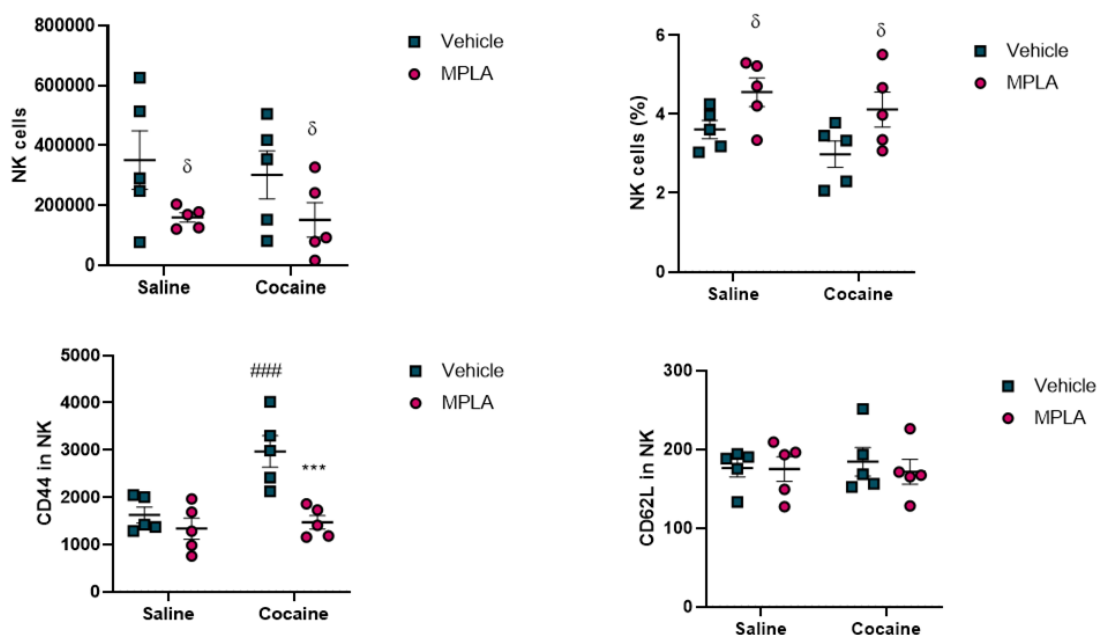 800000
600000
400000
200000
0
NK cells
δ
δ
Saline
Cocaine
Vehicle
MPLA
6
4
2
0
NK cells (%)
δ
δ
Saline
Cocaine
Vehicle
MPLA
5000
4000
3000
2000
1000
0
CD44 in NK
###
***
Saline
Cocaine
Vehicle
MPLA
300
200
100
0
CD62L in NK
Saline
Cocaine
Vehicle
MPLA